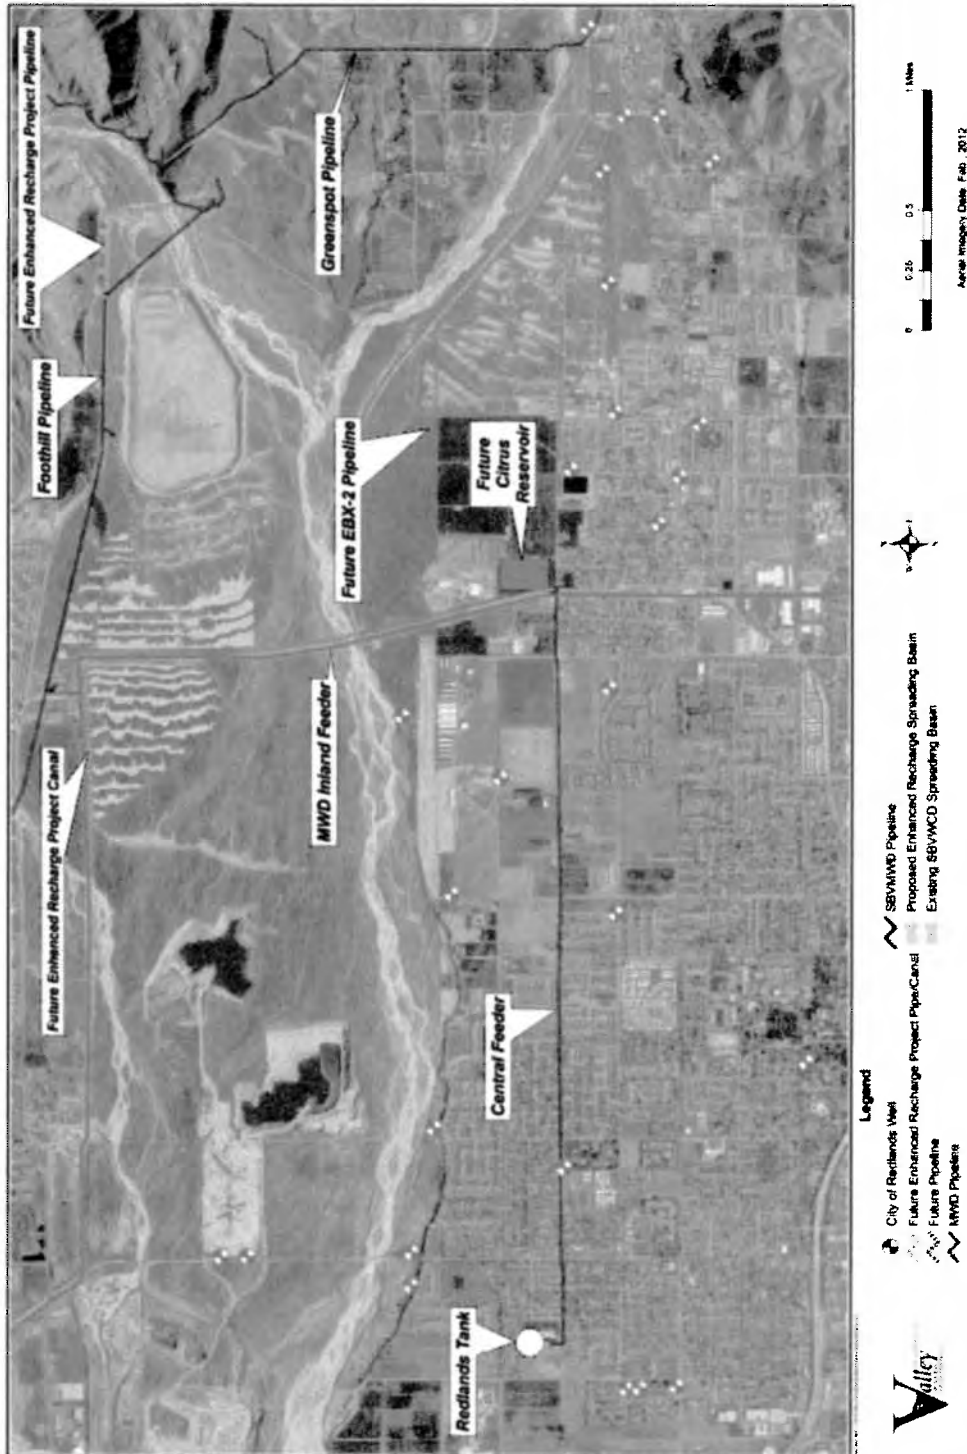 Future Enhanced Recharge Project Pipeline
Foothill Pipeline
Greenspot Pipeline
Future EBX-2 Pipeline
Future
Citrus
Reservoir
Future Enhanced Recharge Project Canal
MWD Inland Feeder
Central Feeder
Redlands Tank
Legend
City of Redlands Well
Future Enhanced Recharge Project Pipe/Canal
Future Pipeline
MWD Pipeline
SBVMWD Pipeline
Proposed Enhanced Recharge Spreading Basin
Existing SBVWCD Spreading Basin
0 0.25 0.5 1 Miles
Aerial Imagery Date: Feb. 2012
Valley